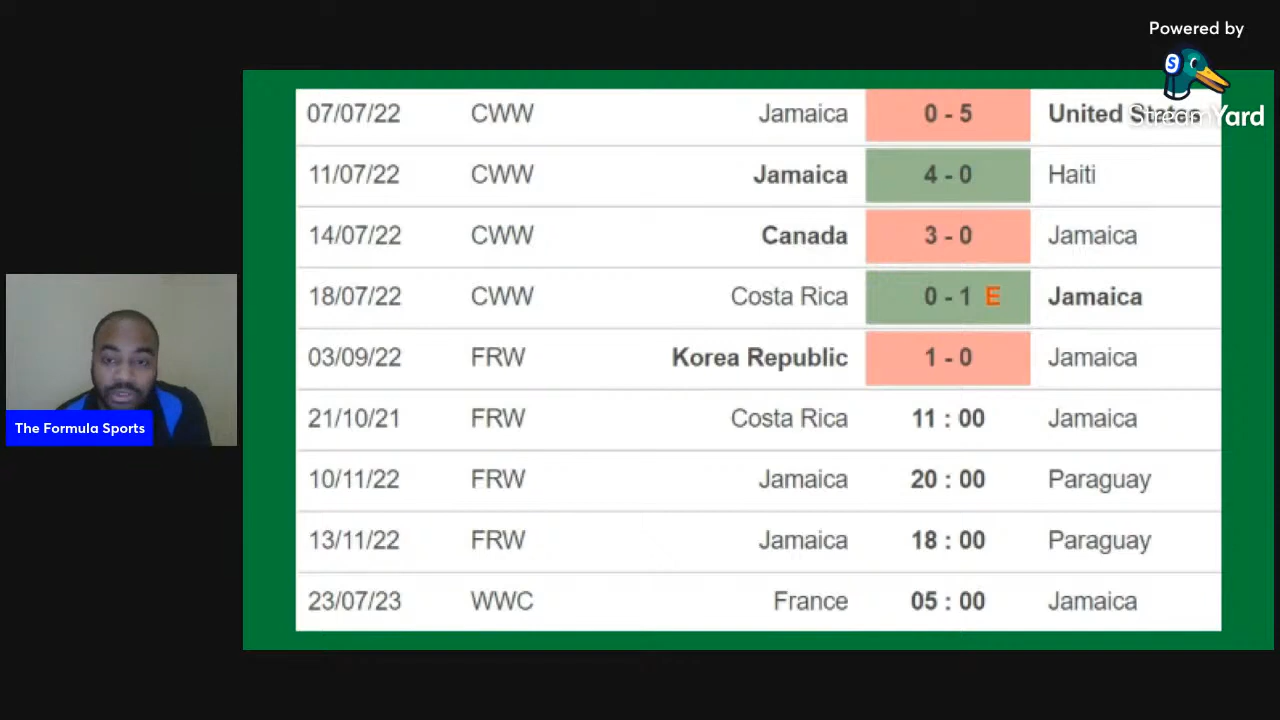 Powered by
StreamYard
07/07/22 CWW Jamaica 0 - 5 United States
11/07/22 CWW Jamaica 4 - 0 Haiti
14/07/22 CWW Canada 3 - 0 Jamaica
18/07/22 CWW Costa Rica 0 - 1 E Jamaica
03/09/22 FRW Korea Republic 1 - 0 Jamaica
21/10/21 FRW Costa Rica 11 : 00 Jamaica
10/11/22 FRW Jamaica 20 : 00 Paraguay
13/11/22 FRW Jamaica 18 : 00 Paraguay
23/07/23 WWC France 05 : 00 Jamaica
The Formula Sports